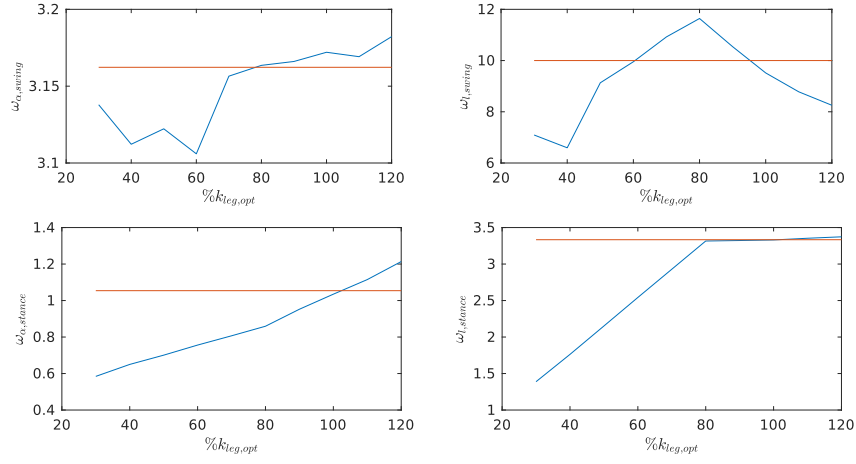 3.2
3.15
3.1
ω_{α,swing}
20 40 60 80 100 120
%k_{leg,opt}
12
10
8
6
ω_{l,swing}
20 40 60 80 100 120
%k_{leg,opt}
1.4
1.2
1
0.8
0.6
0.4
ω_{α,stance}
20 40 60 80 100 120
%k_{leg,opt}
3.5
3
2.5
2
1.5
1
ω_{l,stance}
20 40 60 80 100 120
%k_{leg,opt}